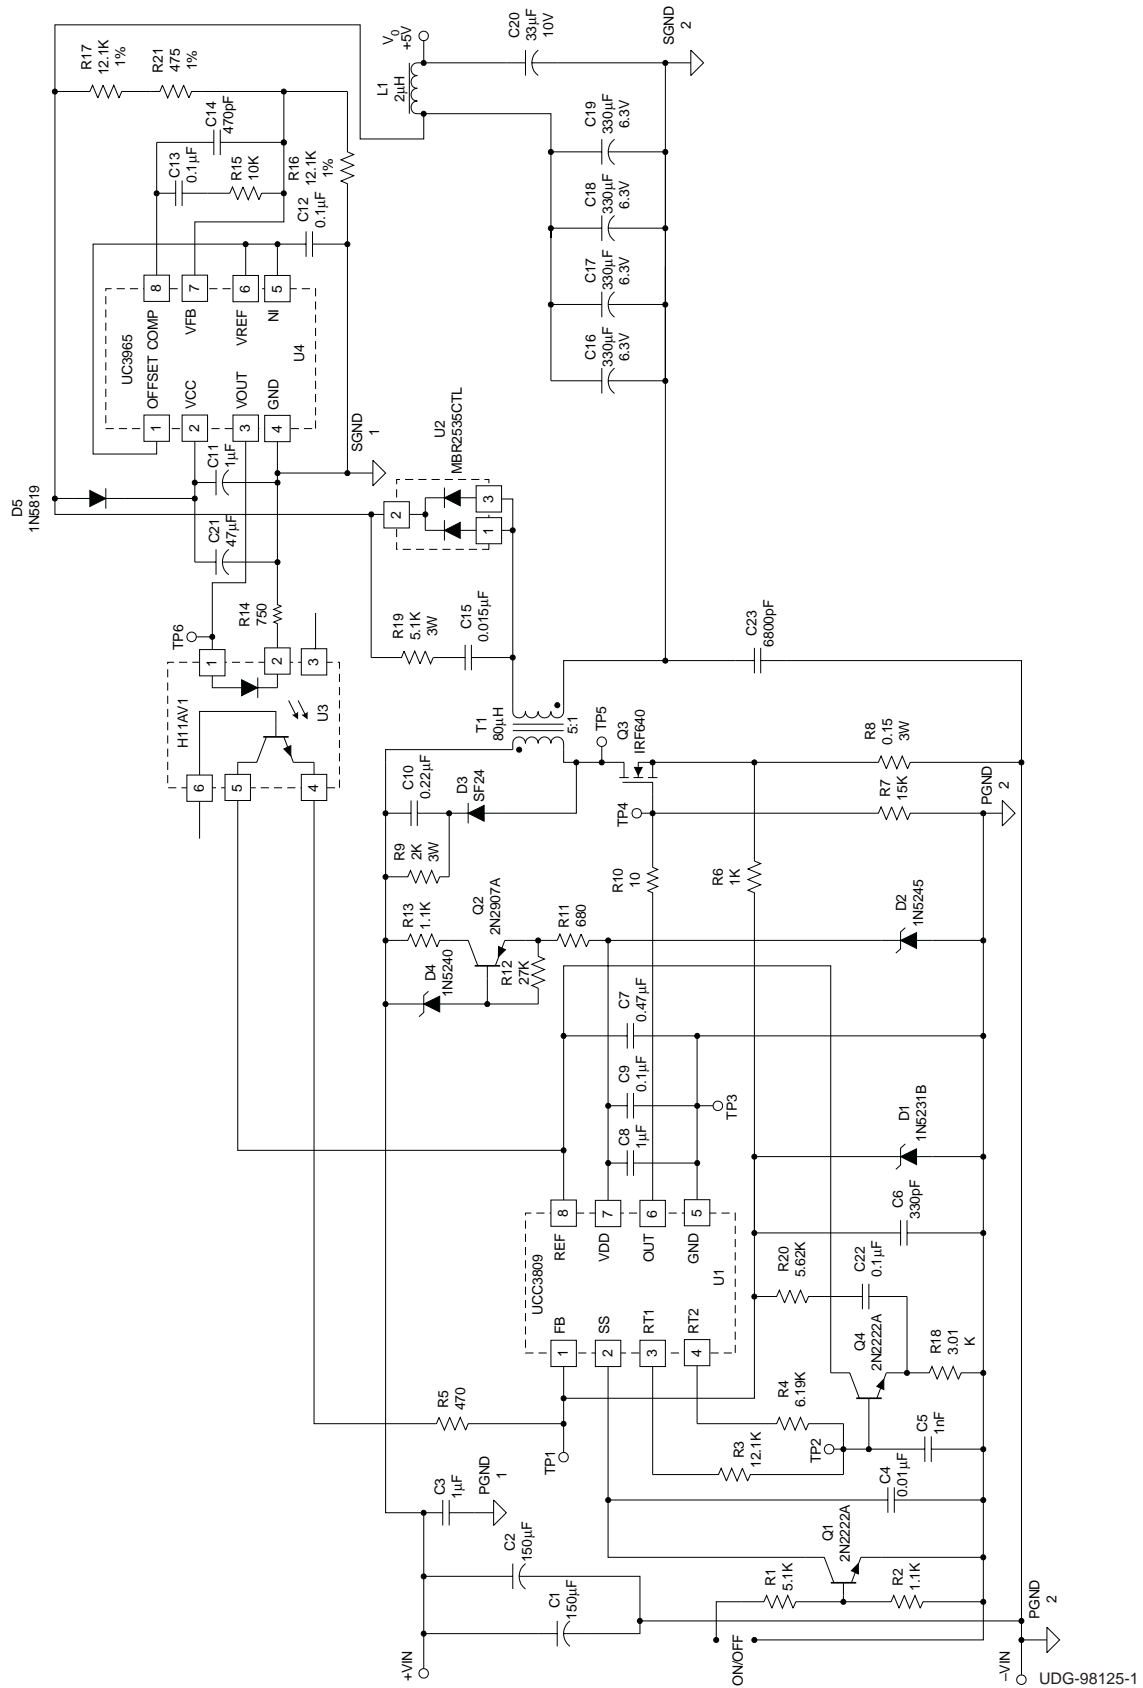 D5
1N5819
R17
12.1K
1%
R21
475
1%
C14
470pF
C13
0.1µF
R15
10K
R16
12.1K
1%
C12
0.1µF
UC3965
U4
8
7
6
5
OFFSET COMP
VFB
VREF
NI
VCC
VOUT
GND
1
2
3
4
C11
1µF
C21
47µF
SGND
1
L1
2µH
V0
+5V
C20
33µF
10V
SGND
2
C19
330µF
6.3V
C18
330µF
6.3V
C17
330µF
6.3V
C16
330µF
6.3V
U2
MBR2535CTL
2
1
3
R14
750
TP6
H11AV1
U3
1
2
3
6
5
4
R19
5.1K
3W
C15
0.015µF
T1
80µH
5:1
C23
6800pF
TP5
Q3
IRF640
TP4
C10
0.22µF
D3
SF24
R9
2K
3W
R8
0.15
3W
R7
15K
PGND
2
R10
10
R6
1K
R13
1.1K
Q2
2N2907A
R11
680
D4
1N5240
R12
27K
D2
1N5245
C7
0.47µF
C9
0.1µF
C8
1µF
TP3
D1
1N5231B
C6
330pF
UCC3809
U1
8
7
6
5
REF
VDD
OUT
GND
FB
SS
RT1
RT2
1
2
3
4
R20
5.62K
C22
0.1µF
Q4
2N2222A
R18
3.01
K
R5
470
TP1
R4
6.19K
R3
12.1K
TP2
C5
1nF
C4
0.01µF
C3
1µF
PGND
1
C2
150µF
C1
150µF
Q1
2N2222A
R1
5.1K
R2
1.1K
+VIN
ON/OFF
–VIN
PGND
2
UDG-98125-1